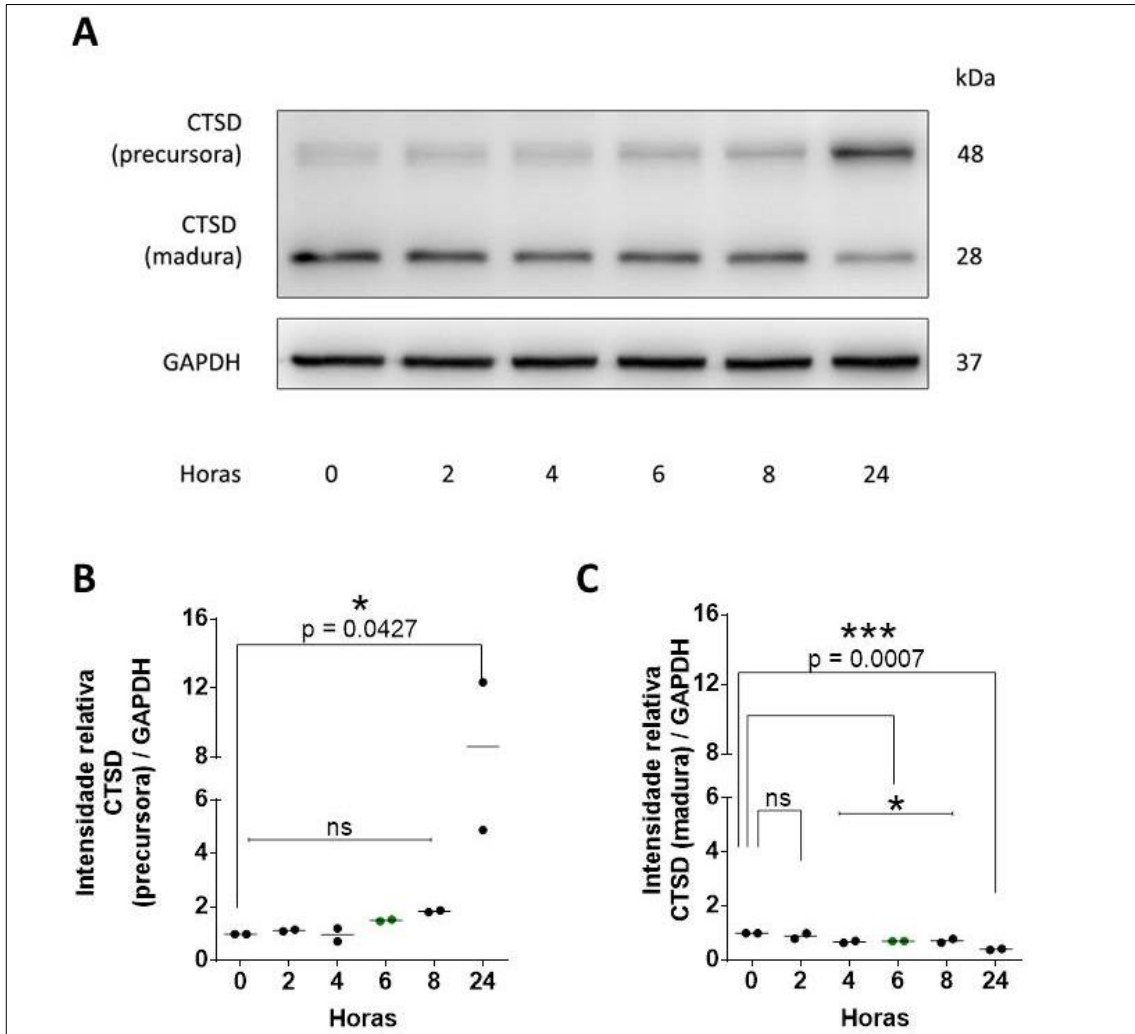 A
kDa
CTSD
(precursora)
48
CTSD
(madura)
28
GAPDH
37
Horas 0 2 4 6 8 24
B
*
p = 0.0427
ns
16
12
8
6
4
2
0
Intensidade relativa
CTSD
(precursora) / GAPDH
0 2 4 6 8 24
Horas
C
***
p = 0.0007
ns
*
16
12
8
6
4
2
0
Intensidade relativa
CTSD (madura) / GAPDH
0 2 4 6 8 24
Horas